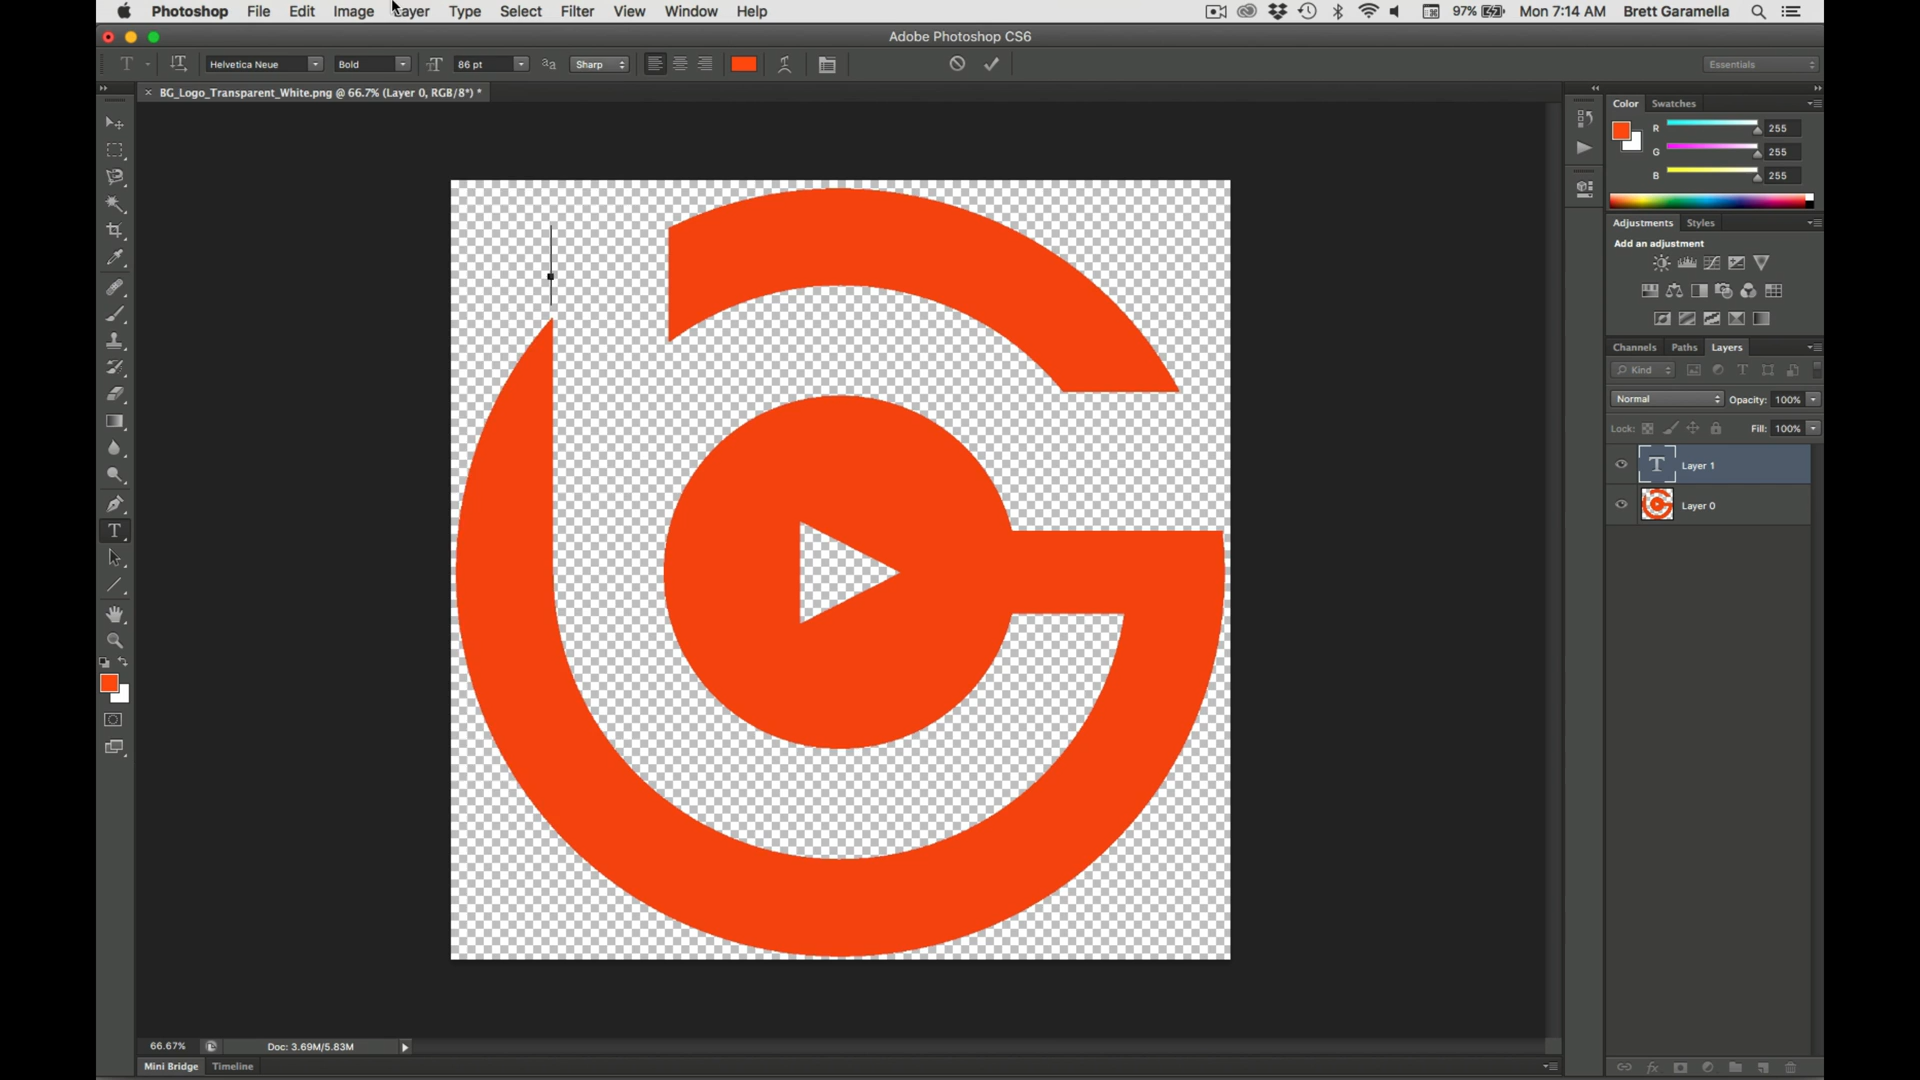 Photoshop File Edit Image Layer Type Select Filter View Window Help 97% Mon 7:14 AM Brett Garamella
Adobe Photoshop CS6
T Helvetica Neue Bold 86 pt Sharp Essentials
BG_Logo_Transparent_White.png @ 66.7% (Layer 0, RGB/8*) *
Color Swatches
R 255
G 255
B 255
Adjustments Styles
Add an adjustment
Channels Paths Layers
Kind
Normal Opacity: 100%
Lock: Fill: 100%
T Layer 1
Layer 0
66.67% Doc: 3.69M/5.83M
Mini Bridge Timeline